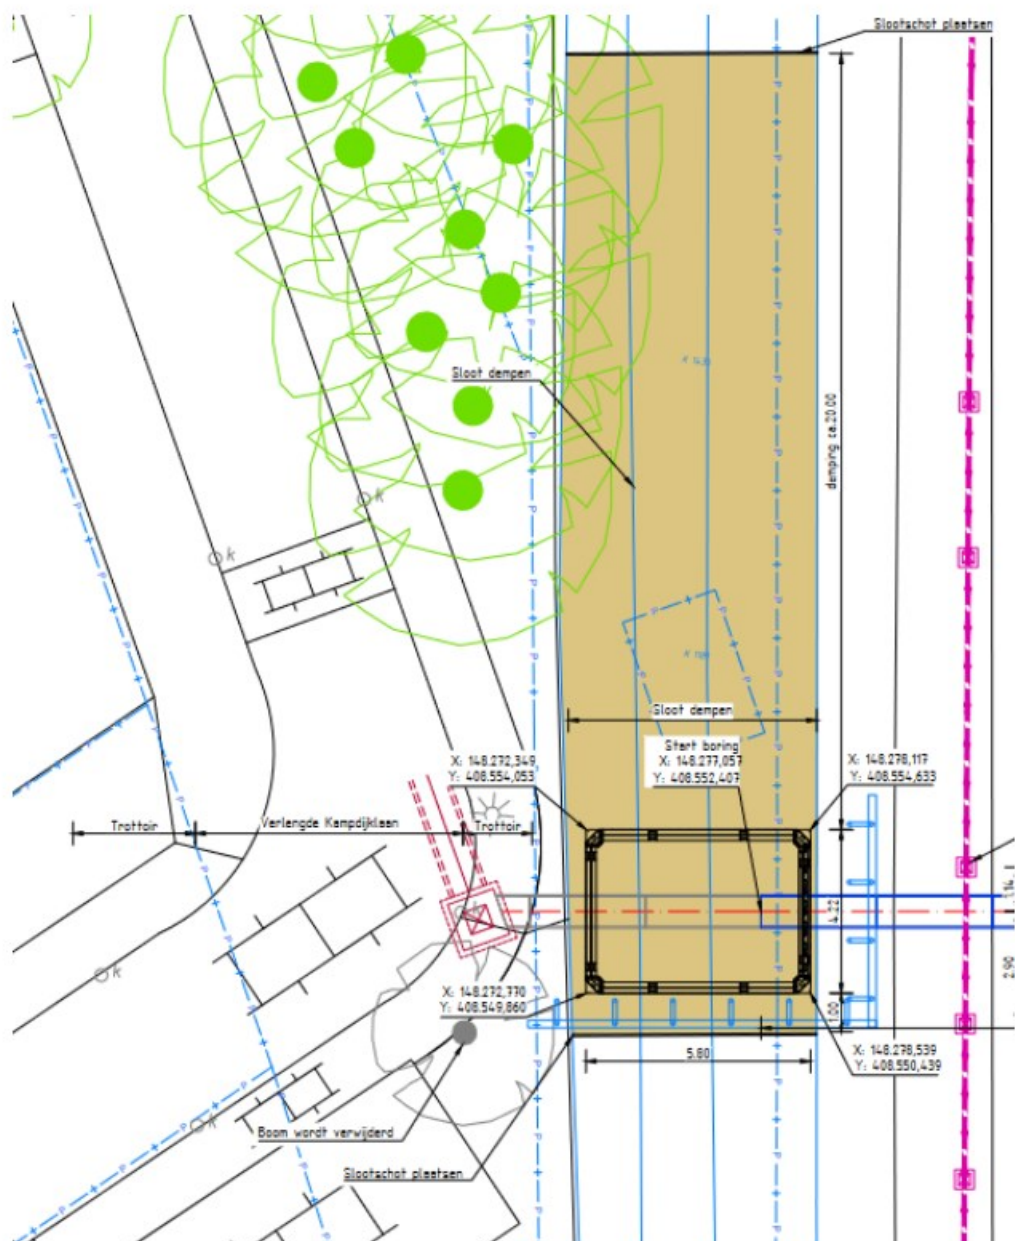 Slootschot plaatsen
Sloot dempen
demping ca.20.00
k
k
Sloot dempen
Start boring
X: 148.277,057
Y: 408.552,407
X: 148.272,349
Y: 408.554,053
X: 148.278,117
Y: 408.554,633
Trottoir
Verlengde Kampdijklaan
Trottoir
4.22
1.14
2.90
k
X: 148.272,770
Y: 408.549,860
1.00
5.80
X: 148.278,539
Y: 408.550,439
k
Boom wordt verwijderd
Slootschot plaatsen